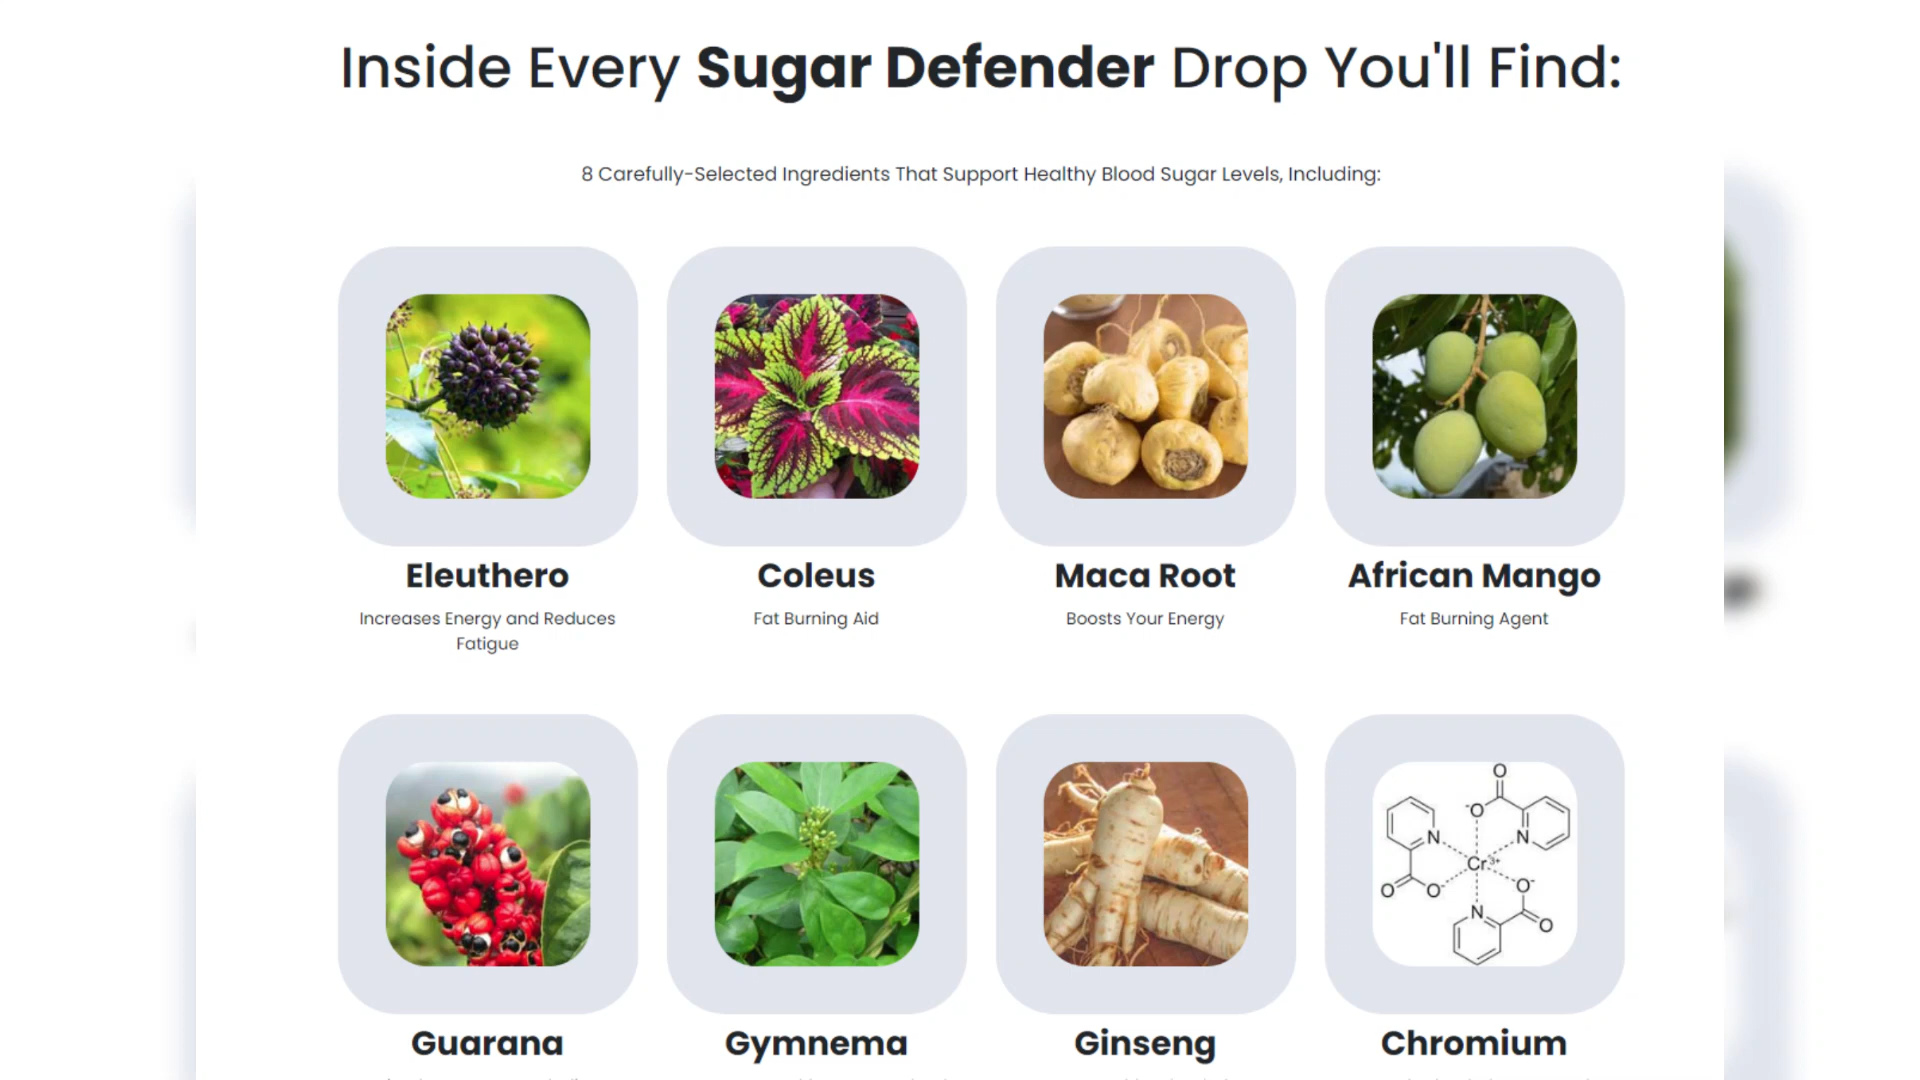 Inside Every Sugar Defender Drop You'll Find:
8 Carefully-Selected Ingredients That Support Healthy Blood Sugar Levels, Including:
Eleuthero
Increases Energy and Reduces
Fatigue
Coleus
Fat Burning Aid
Maca Root
Boosts Your Energy
African Mango
Fat Burning Agent
Guarana
Gymnema
Ginseng
O
-O
N
N
Cr3+
O
O-
O-
N
O
Chromium